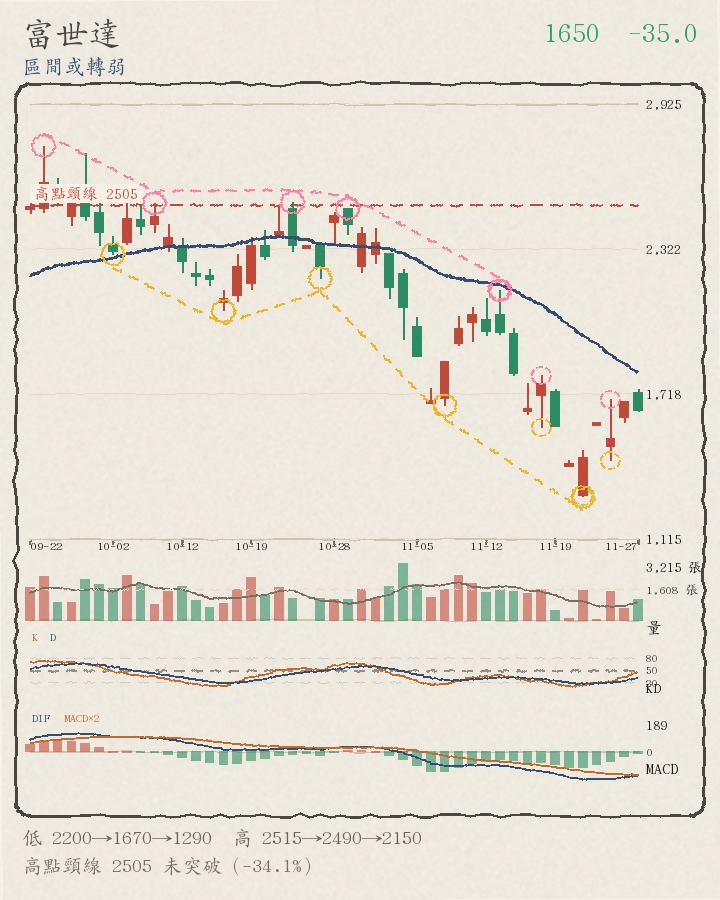 富世達
1650 -35.0
區間或轉弱
2,925
高點頸線 2505
2,322
1,718
1,115
09-22 10-02 10-12 10-19 10-28 11-05 11-12 11-19 11-27
3,215 張
1,608 張
量
K D
80
50
20
KD
DIF MACD×2
189
0
MACD
低 2200→1670→1290 高 2515→2490→2150
高點頸線 2505 未突破 (-34.1%)